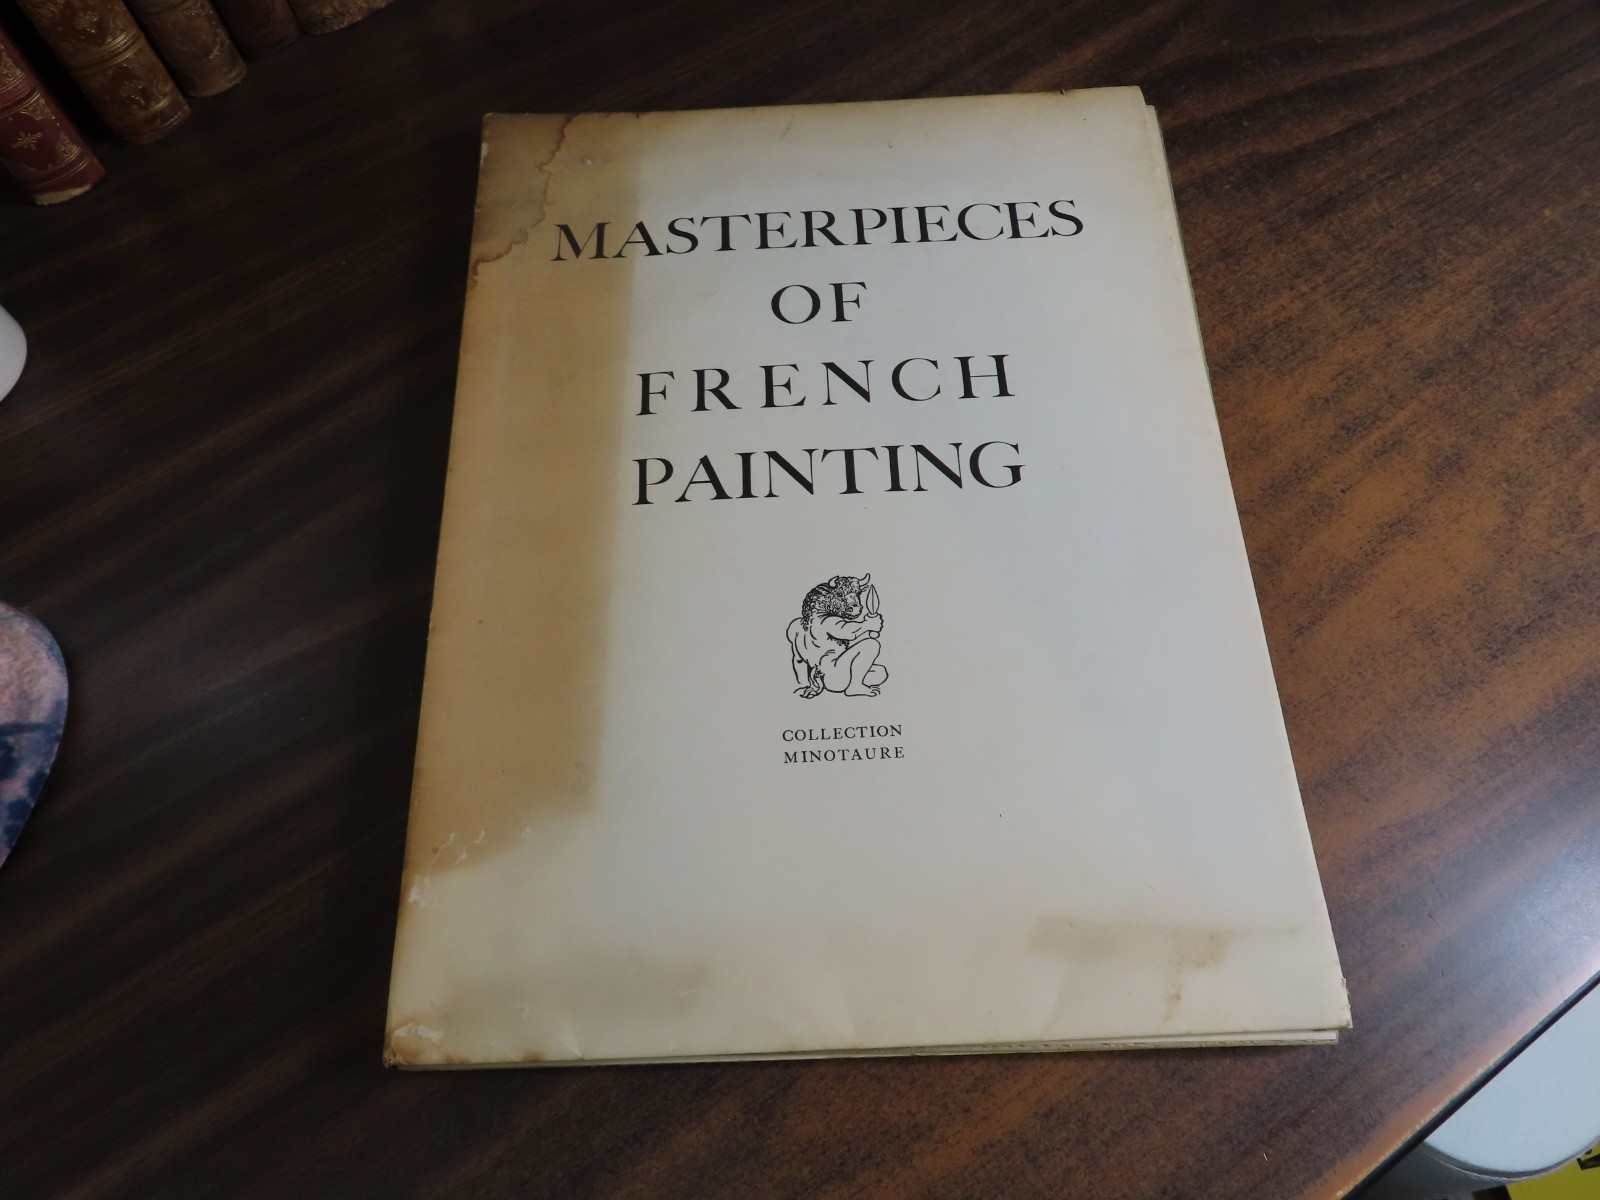 MASTERPIECES
OF
FRENCH
PAINTING
COLLECTION
MINOTAURE